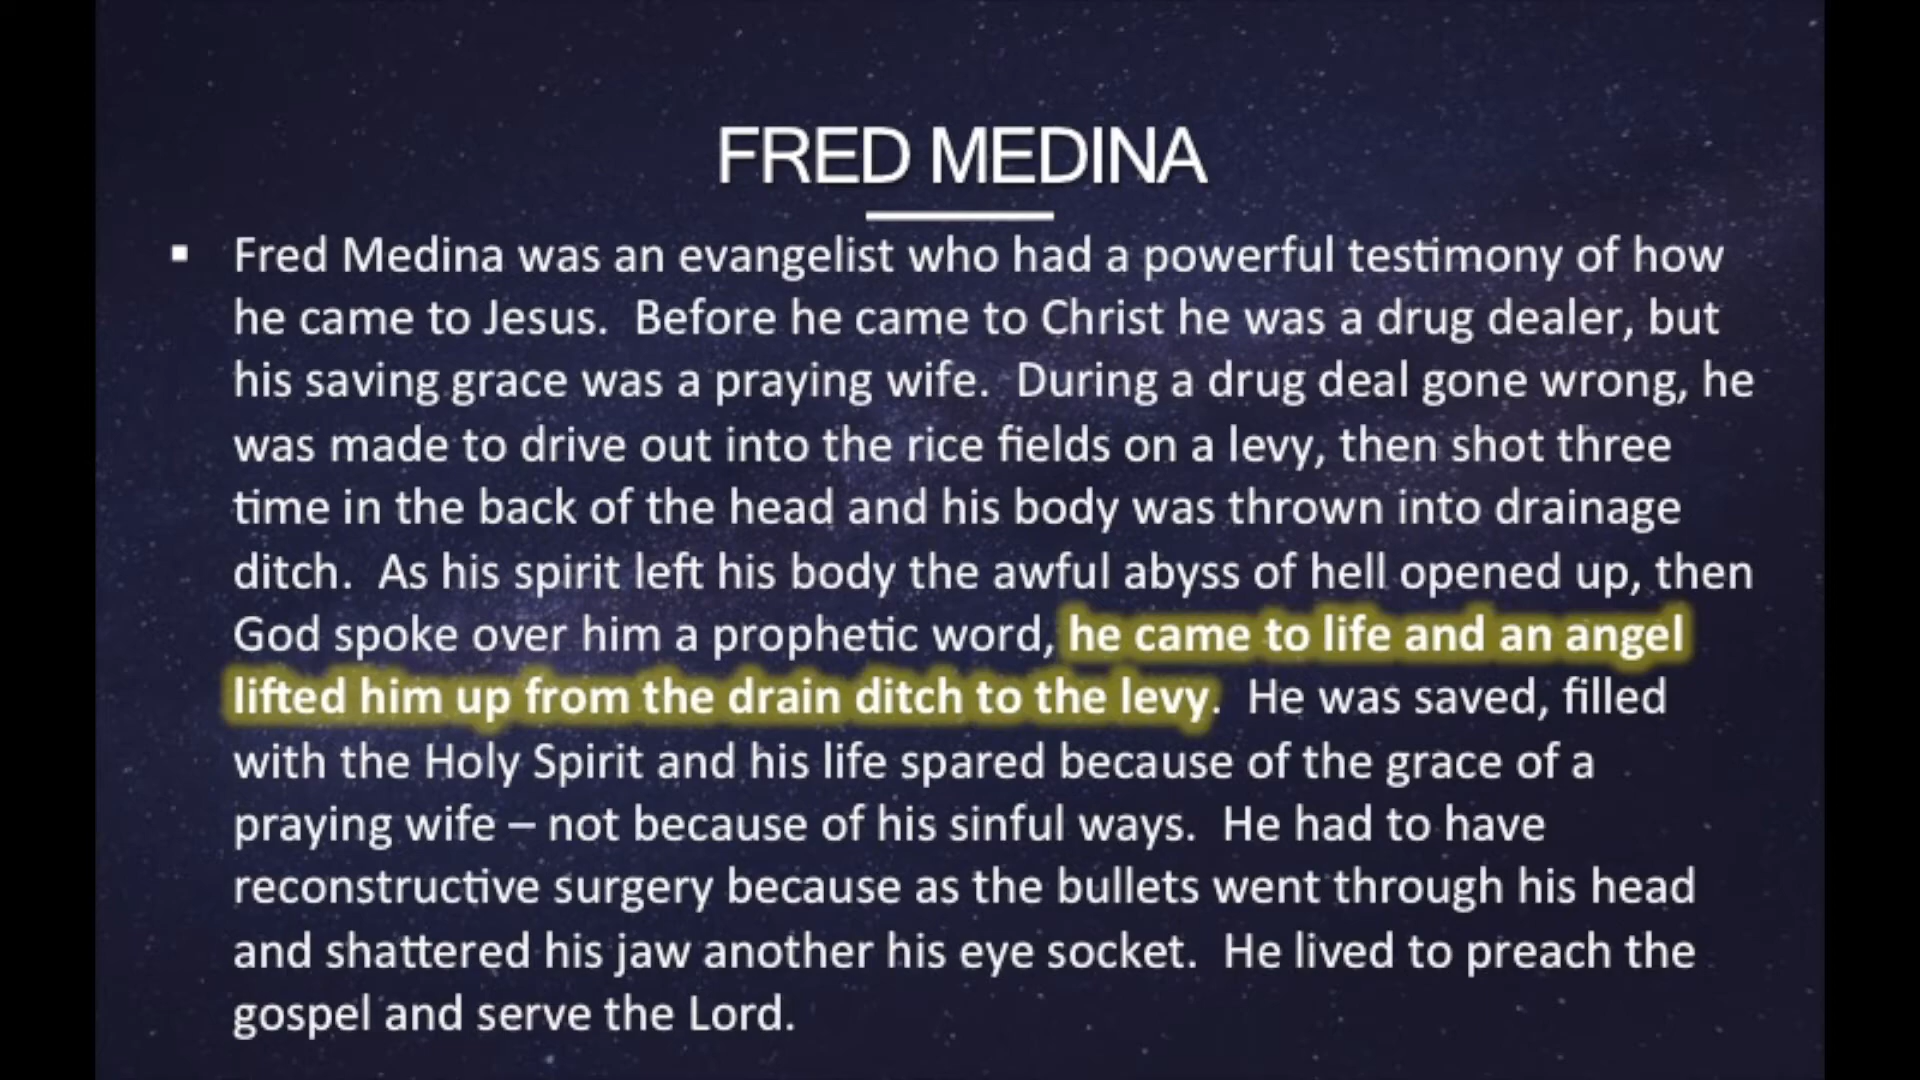 FRED MEDINA
▪ Fred Medina was an evangelist who had a powerful testimony of how
he came to Jesus.  Before he came to Christ he was a drug dealer, but
his saving grace was a praying wife.  During a drug deal gone wrong, he
was made to drive out into the rice fields on a levy, then shot three
time in the back of the head and his body was thrown into drainage
ditch.  As his spirit left his body the awful abyss of hell opened up, then
God spoke over him a prophetic word, he came to life and an angel
lifted him up from the drain ditch to the levy.  He was saved, filled
with the Holy Spirit and his life spared because of the grace of a
praying wife – not because of his sinful ways.  He had to have
reconstructive surgery because as the bullets went through his head
and shattered his jaw another his eye socket.  He lived to preach the
gospel and serve the Lord.